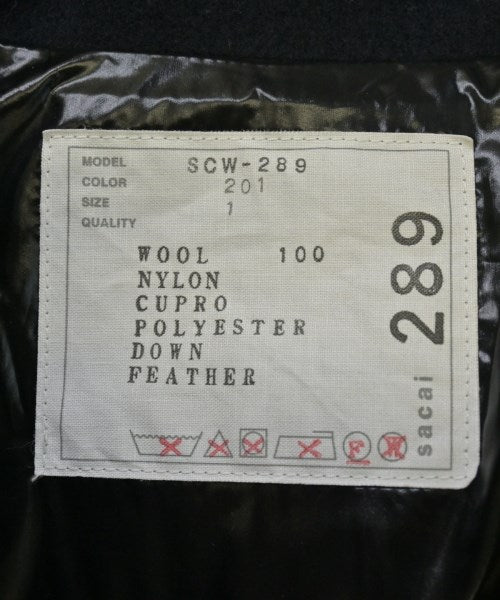 MODEL SCW-289
COLOR 201
SIZE 1
QUALITY
WOOL 100
NYLON
CUPRO
POLYESTER
DOWN
FEATHER
F W
sacai 289